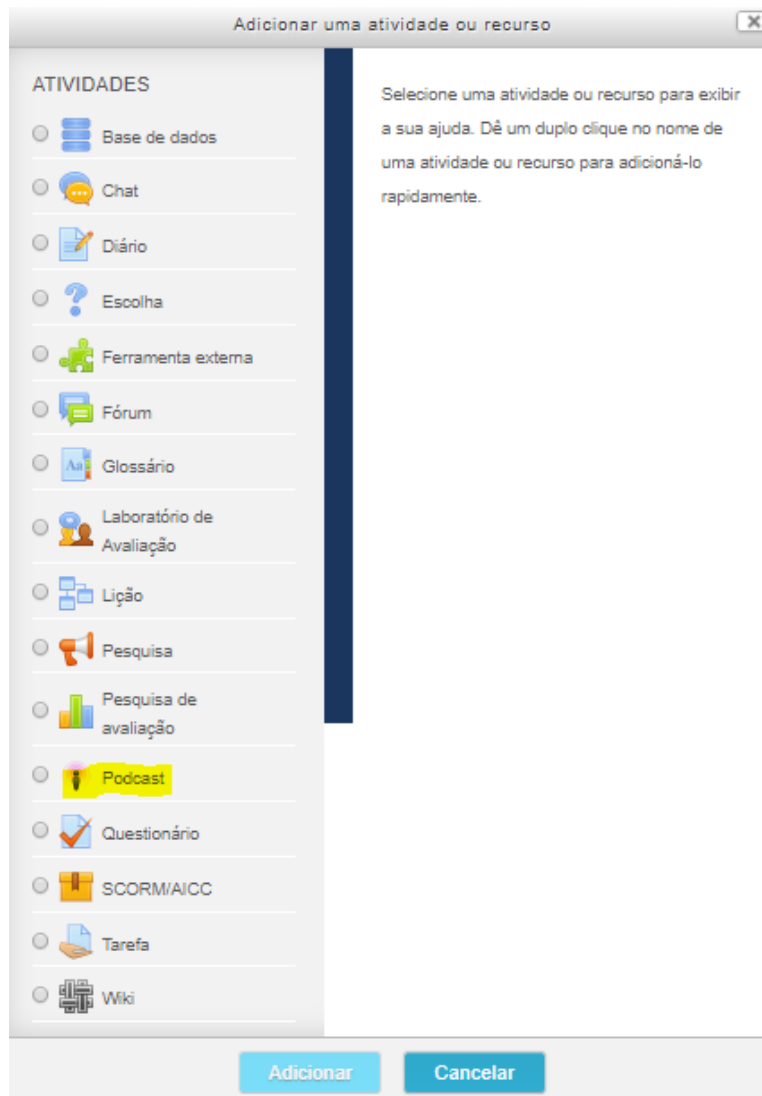 Adicionar uma atividade ou recurso
ATIVIDADES
Base de dados
Chat
Diário
Escolha
Ferramenta externa
Fórum
Aa
Glossário
Laboratório de
Avaliação
Lição
Pesquisa
Pesquisa de
avaliação
Podcast
Questionário
SCORM/AICC
Tarefa
Wiki
Selecione uma atividade ou recurso para exibir
a sua ajuda. Dê um duplo clique no nome de
uma atividade ou recurso para adicioná-lo
rapidamente.
Adicionar
Cancelar